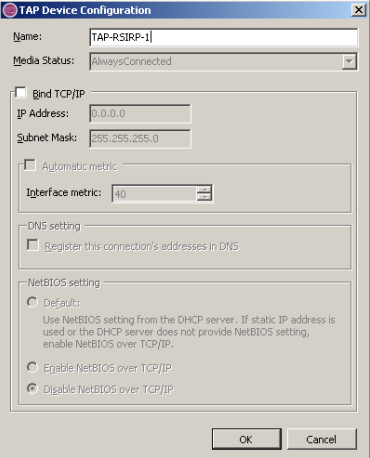 TAP Device Configuration
Name: TAP-RSIRP-1
Media Status: AlwaysConnected
Bind TCP/IP
IP Address: 0.0.0.0
Subnet Mask: 255.255.255.0
Automatic metric
Interface metric: 40
DNS setting
Register this connection's addresses in DNS
NetBIOS setting
Default:
Use NetBIOS setting from the DHCP server. If static IP address is
used or the DHCP server does not provide NetBIOS setting,
enable NetBIOS over TCP/IP.
Enable NetBIOS over TCP/IP
Disable NetBIOS over TCP/IP
OK Cancel